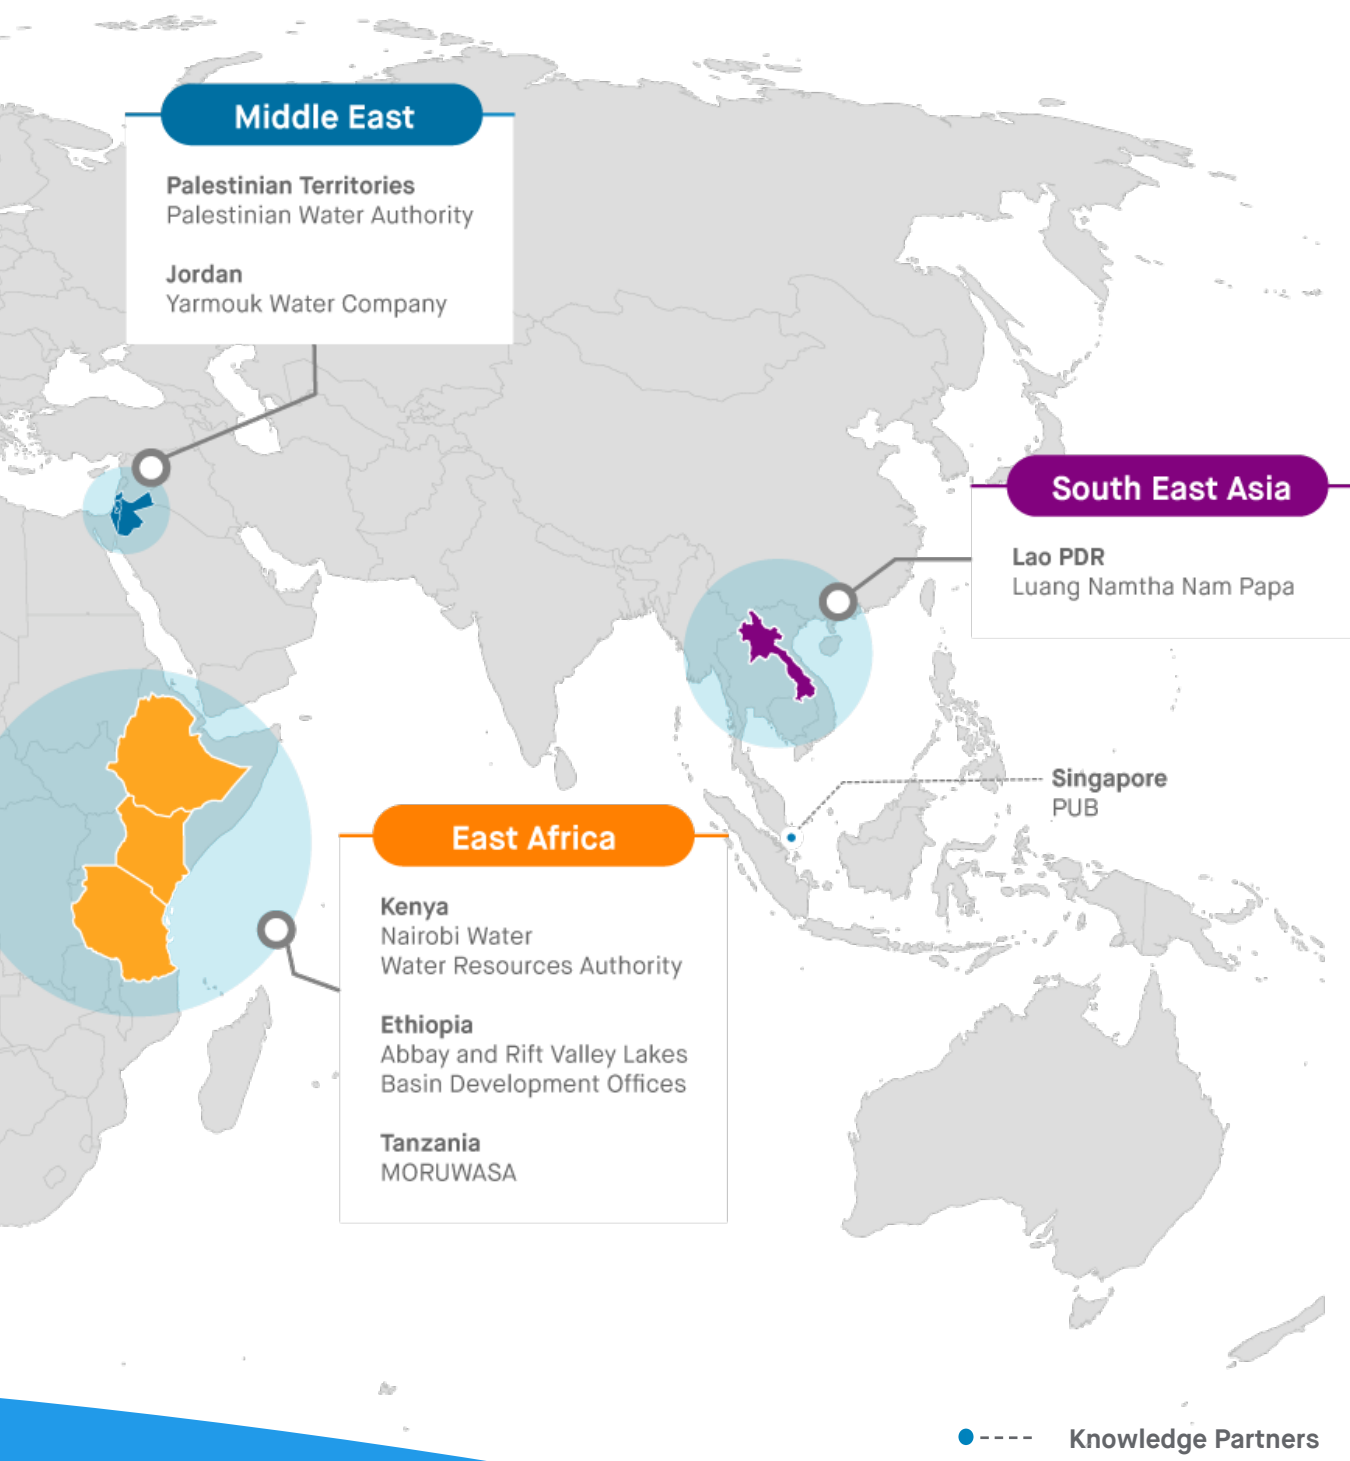 Middle East
Palestinian Territories
Palestinian Water Authority
Jordan
Yarmouk Water Company
South East Asia
Lao PDR
Luang Namtha Nam Papa
Singapore
PUB
East Africa
Kenya
Nairobi Water
Water Resources Authority
Ethiopia
Abbay and Rift Valley Lakes
Basin Development Offices
Tanzania
MORUWASA
Knowledge Partners